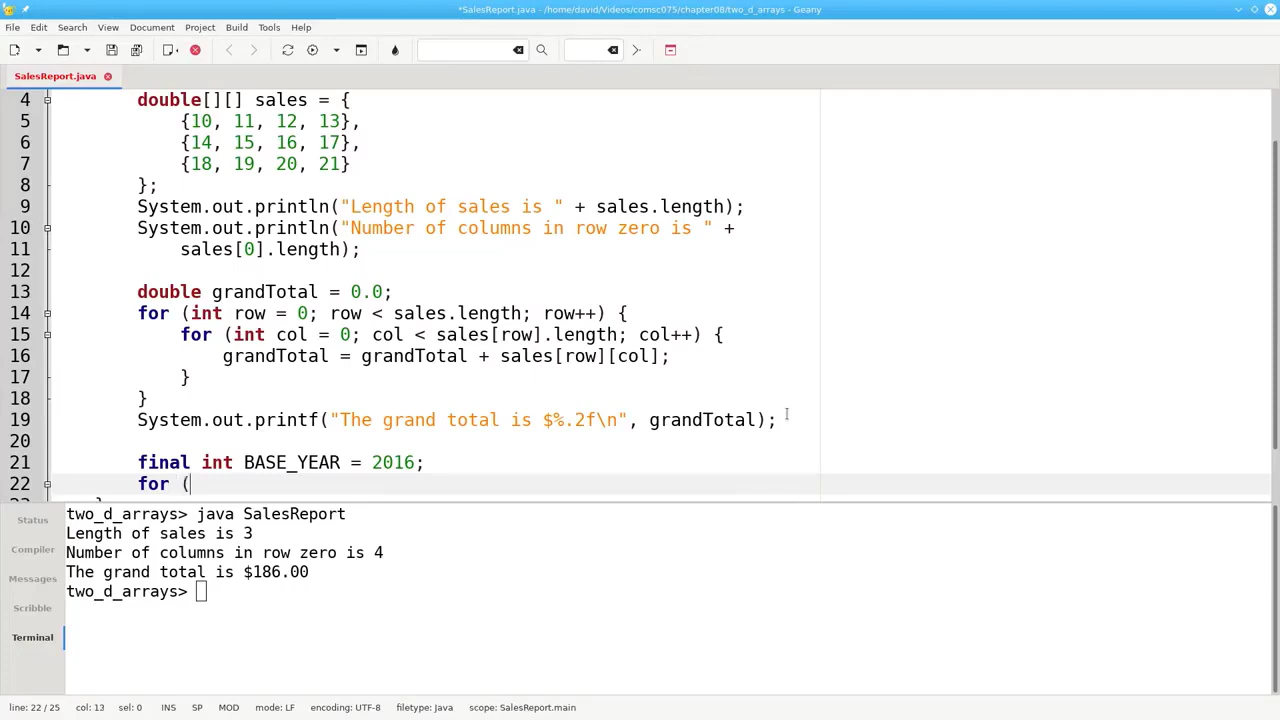 *SalesReport.java - /home/david/Videos/comsc075/chapter08/two_d_arrays - Geany
File Edit Search View Document Project Build Tools Help
SalesReport.java
4 double[][] sales = {
5 {10, 11, 12, 13},
6 {14, 15, 16, 17},
7 {18, 19, 20, 21}
8 };
9 System.out.println("Length of sales is " + sales.length);
10 System.out.println("Number of columns in row zero is " +
11 sales[0].length);
12
13 double grandTotal = 0.0;
14 for (int row = 0; row < sales.length; row++) {
15 for (int col = 0; col < sales[row].length; col++) {
16 grandTotal = grandTotal + sales[row][col];
17 }
18 }
19 System.out.printf("The grand total is $%.2f\n", grandTotal);
20
21 final int BASE_YEAR = 2016;
22 for (
Status
Compiler
Messages
Scribble
Terminal
two_d_arrays> java SalesReport
Length of sales is 3
Number of columns in row zero is 4
The grand total is $186.00
two_d_arrays>
line: 22 / 25 col: 13 sel: 0 INS SP MOD mode: LF encoding: UTF-8 filetype: Java scope: SalesReport.main